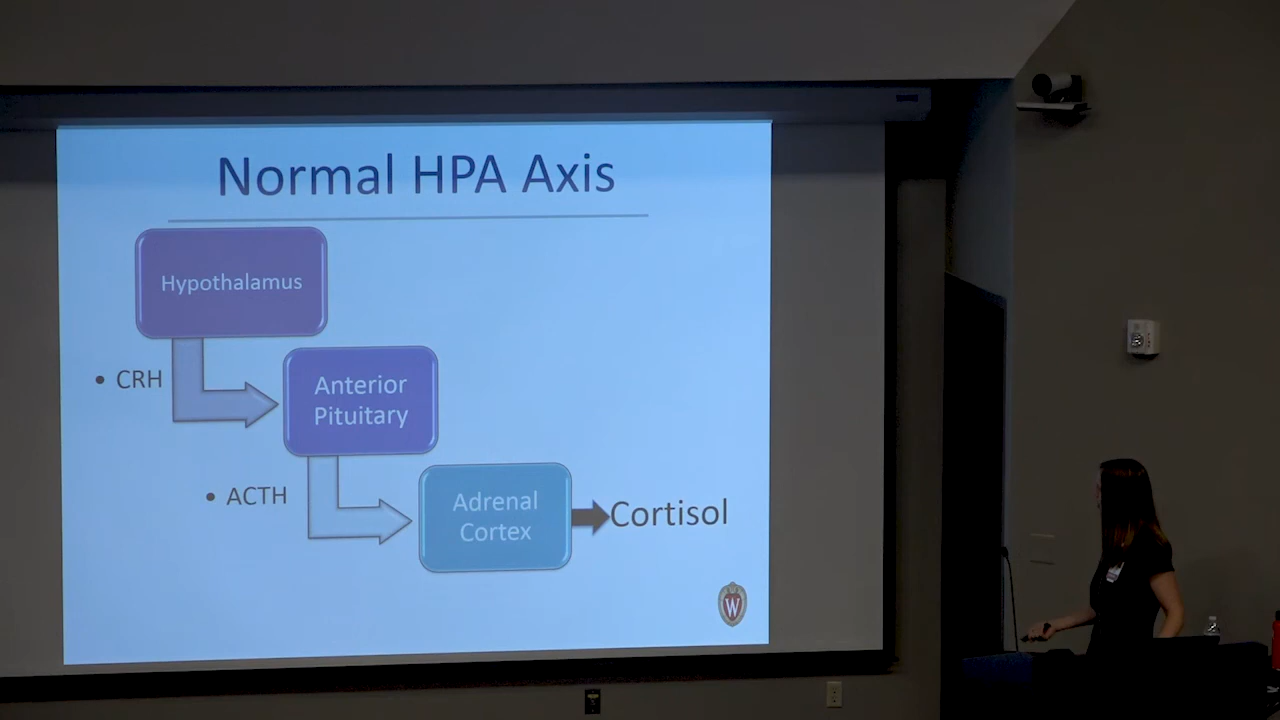 Normal HPA Axis
Hypothalamus
• CRH
Anterior
Pituitary
• ACTH
Adrenal
Cortex
Cortisol
W